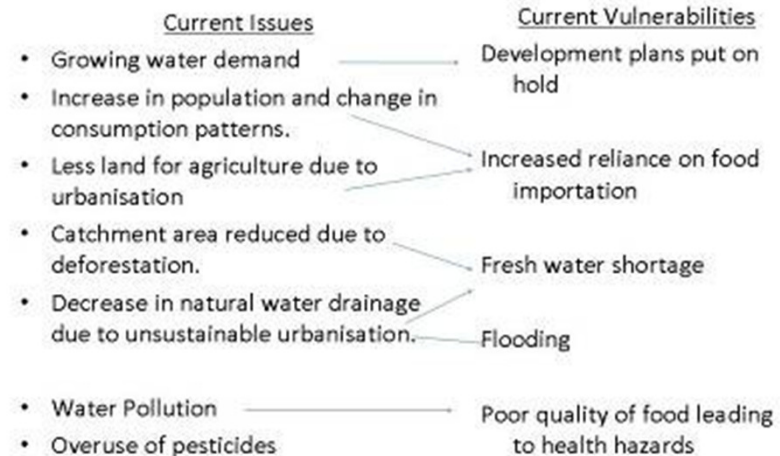 Current Issues
• Growing water demand
• Increase in population and change in
consumption patterns.
• Less land for agriculture due to
urbanisation
• Catchment area reduced due to
deforestation.
• Decrease in natural water drainage
due to unsustainable urbanisation.
• Water Pollution
• Overuse of pesticides
Current Vulnerabilities
Development plans put on
hold
Increased reliance on food
importation
Fresh water shortage
Flooding
Poor quality of food leading
to health hazards